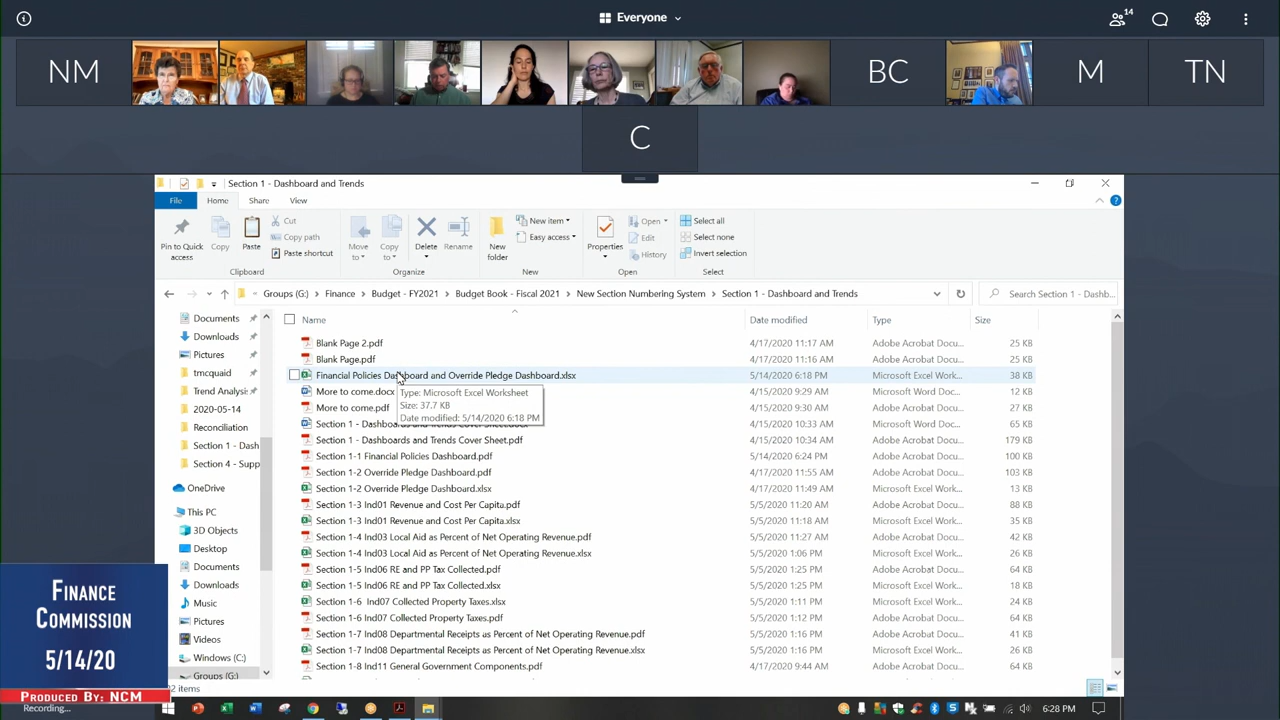 Everyone
14
NM
BC
M
TN
C
Section 1 - Dashboard and Trends
File
Home
Share
View
Pin to Quick
access
Copy
Paste
Cut
Copy path
Paste shortcut
Clipboard
Move
to
Copy
to
Delete
Rename
Organize
New
folder
New item
Easy access
New
Properties
Open
Edit
History
Open
Select all
Select none
Invert selection
Select
Groups (G:) > Finance > Budget - FY2021 > Budget Book - Fiscal 2021 > New Section Numbering System > Section 1 - Dashboard and Trends
Search Section 1 - Dashb...
Documents
Downloads
Pictures
tmcquaid
Trend Analysis
2020-05-14
Reconciliation
Section 1 - Dash
Section 4 - Supp
OneDrive
This PC
3D Objects
Desktop
Documents
Downloads
Music
Pictures
Videos
Windows (C:)
Groups (G:)
Name Date modified Type Size
Blank Page 2.pdf 4/17/2020 11:17 AM Adobe Acrobat Docu... 25 KB
Blank Page.pdf 4/17/2020 11:16 AM Adobe Acrobat Docu... 25 KB
Financial Policies Dashboard and Override Pledge Dashboard.xlsx 5/14/2020 6:18 PM Microsoft Excel Work... 38 KB
More to come.docx 4/15/2020 9:29 AM Microsoft Word Doc... 12 KB
More to come.pdf 4/15/2020 9:30 AM Adobe Acrobat Docu... 27 KB
Section 1 - Dashboards and Trends Cover Sheet.docx 4/15/2020 10:33 AM Microsoft Word Doc... 65 KB
Section 1 - Dashboards and Trends Cover Sheet.pdf 4/15/2020 10:34 AM Adobe Acrobat Docu... 179 KB
Section 1-1 Financial Policies Dashboard.pdf 5/14/2020 6:24 PM Adobe Acrobat Docu... 100 KB
Section 1-2 Override Pledge Dashboard.pdf 4/17/2020 11:55 AM Adobe Acrobat Docu... 103 KB
Section 1-2 Override Pledge Dashboard.xlsx 4/17/2020 11:49 AM Microsoft Excel Work... 13 KB
Section 1-3 Ind01 Revenue and Cost Per Capita.pdf 5/5/2020 11:20 AM Adobe Acrobat Docu... 88 KB
Section 1-3 Ind01 Revenue and Cost Per Capita.xlsx 5/5/2020 11:18 AM Microsoft Excel Work... 35 KB
Section 1-4 Ind03 Local Aid as Percent of Net Operating Revenue.pdf 5/5/2020 11:27 AM Adobe Acrobat Docu... 42 KB
Section 1-4 Ind03 Local Aid as Percent of Net Operating Revenue.xlsx 5/5/2020 1:06 PM Microsoft Excel Work... 26 KB
Section 1-5 Ind06 RE and PP Tax Collected.pdf 5/5/2020 1:25 PM Adobe Acrobat Docu... 64 KB
Section 1-5 Ind06 RE and PP Tax Collected.xlsx 5/5/2020 1:25 PM Microsoft Excel Work... 18 KB
Section 1-6 Ind07 Collected Property Taxes.xlsx 5/5/2020 1:11 PM Microsoft Excel Work... 24 KB
Section 1-6 Ind07 Collected Property Taxes.pdf 5/5/2020 1:12 PM Adobe Acrobat Docu... 64 KB
Section 1-7 Ind08 Departmental Receipts as Percent of Net Operating Revenue.pdf 5/5/2020 1:16 PM Adobe Acrobat Docu... 41 KB
Section 1-7 Ind08 Departmental Receipts as Percent of Net Operating Revenue.xlsx 5/5/2020 1:16 PM Microsoft Excel Work... 26 KB
Section 1-8 Ind11 General Government Components.pdf 4/17/2020 9:44 AM Adobe Acrobat Docu... 64 KB
Type: Microsoft Excel Worksheet
Size: 37.7 KB
Date modified: 5/14/2020 6:18 PM
2 items
FINANCE
COMMISSION
5/14/20
PRODUCED BY: NCM
Recording...
6:28 PM